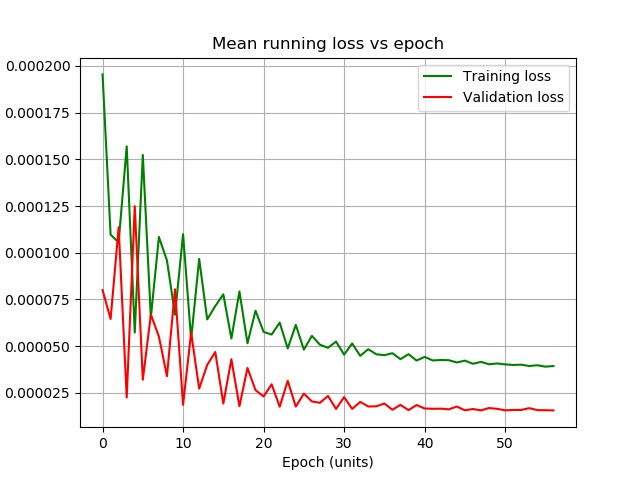 Mean running loss vs epoch
0.000200
0.000175
0.000150
0.000125
0.000100
0.000075
0.000050
0.000025
Training loss
Validation loss
0 10 20 30 40 50
Epoch (units)